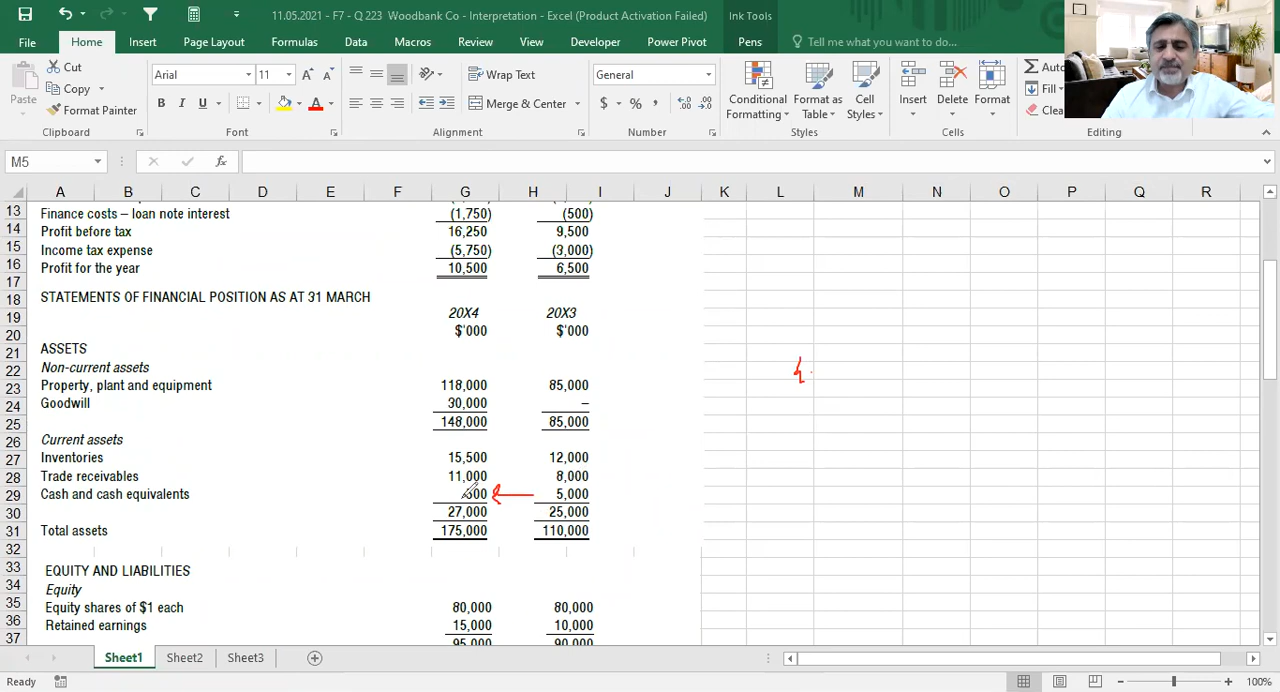 11.05.2021 - F7 - Q 223 Woodbank Co - Interpretation - Excel (Product Activation Failed)
Ink Tools
File Home Insert Page Layout Formulas Data Macros Review View Developer Power Pivot Pens Tell me what you want to do...
Paste
Cut
Copy
Format Painter
Clipboard
Arial 11
B I U
Font
Wrap Text
Merge & Center
Alignment
General
$ % ,
Number
Conditional Formatting
Format as Table
Cell Styles
Styles
Insert Delete Format
Cells
Auto
Fill
Clea
Editing
M5
fx
A B C D E F G H I J K L M N O P Q R
13 Finance costs – loan note interest (1,750) (500)
14 Profit before tax 16,250 9,500
15 Income tax expense (5,750) (3,000)
16 Profit for the year 10,500 6,500
17
18 STATEMENTS OF FINANCIAL POSITION AS AT 31 MARCH
19 20X4 20X3
20 $'000 $'000
21 ASSETS
22 Non-current assets
23 Property, plant and equipment 118,000 85,000
24 Goodwill 30,000 –
25 148,000 85,000
26 Current assets
27 Inventories 15,500 12,000
28 Trade receivables 11,000 8,000
29 Cash and cash equivalents 500 5,000
30 27,000 25,000
31 Total assets 175,000 110,000
32
33 EQUITY AND LIABILITIES
34 Equity
35 Equity shares of $1 each 80,000 80,000
36 Retained earnings 15,000 10,000
37 95,000 90,000
Sheet1 Sheet2 Sheet3
Ready
100%